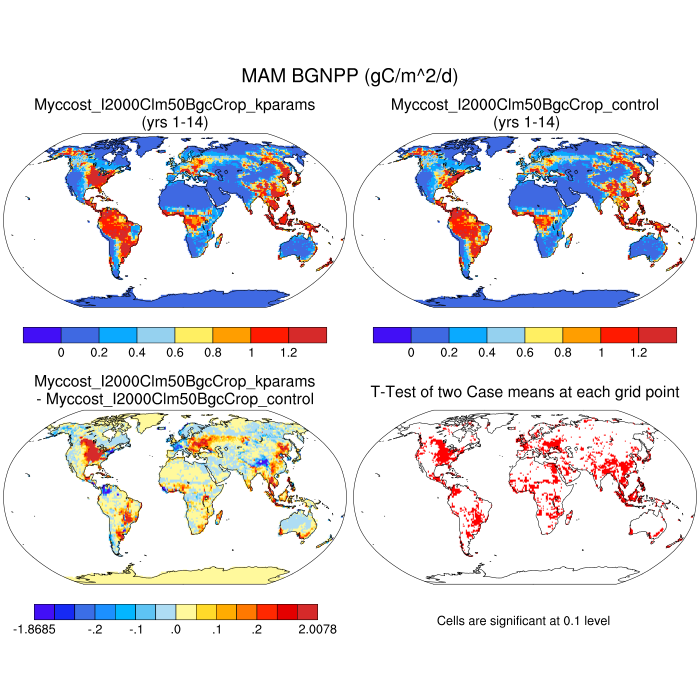 MAM BGNPP (gC/m^2/d)
Myccost_I2000Clm50BgcCrop_kparams
(yrs 1-14)
Myccost_I2000Clm50BgcCrop_control
(yrs 1-14)
0 0.2 0.4 0.6 0.8 1 1.2
0 0.2 0.4 0.6 0.8 1 1.2
Myccost_I2000Clm50BgcCrop_kparams
- Myccost_I2000Clm50BgcCrop_control
T-Test of two Case means at each grid point
-1.8685 -.2 -.1 .0 .1 .2 2.0078
Cells are significant at 0.1 level